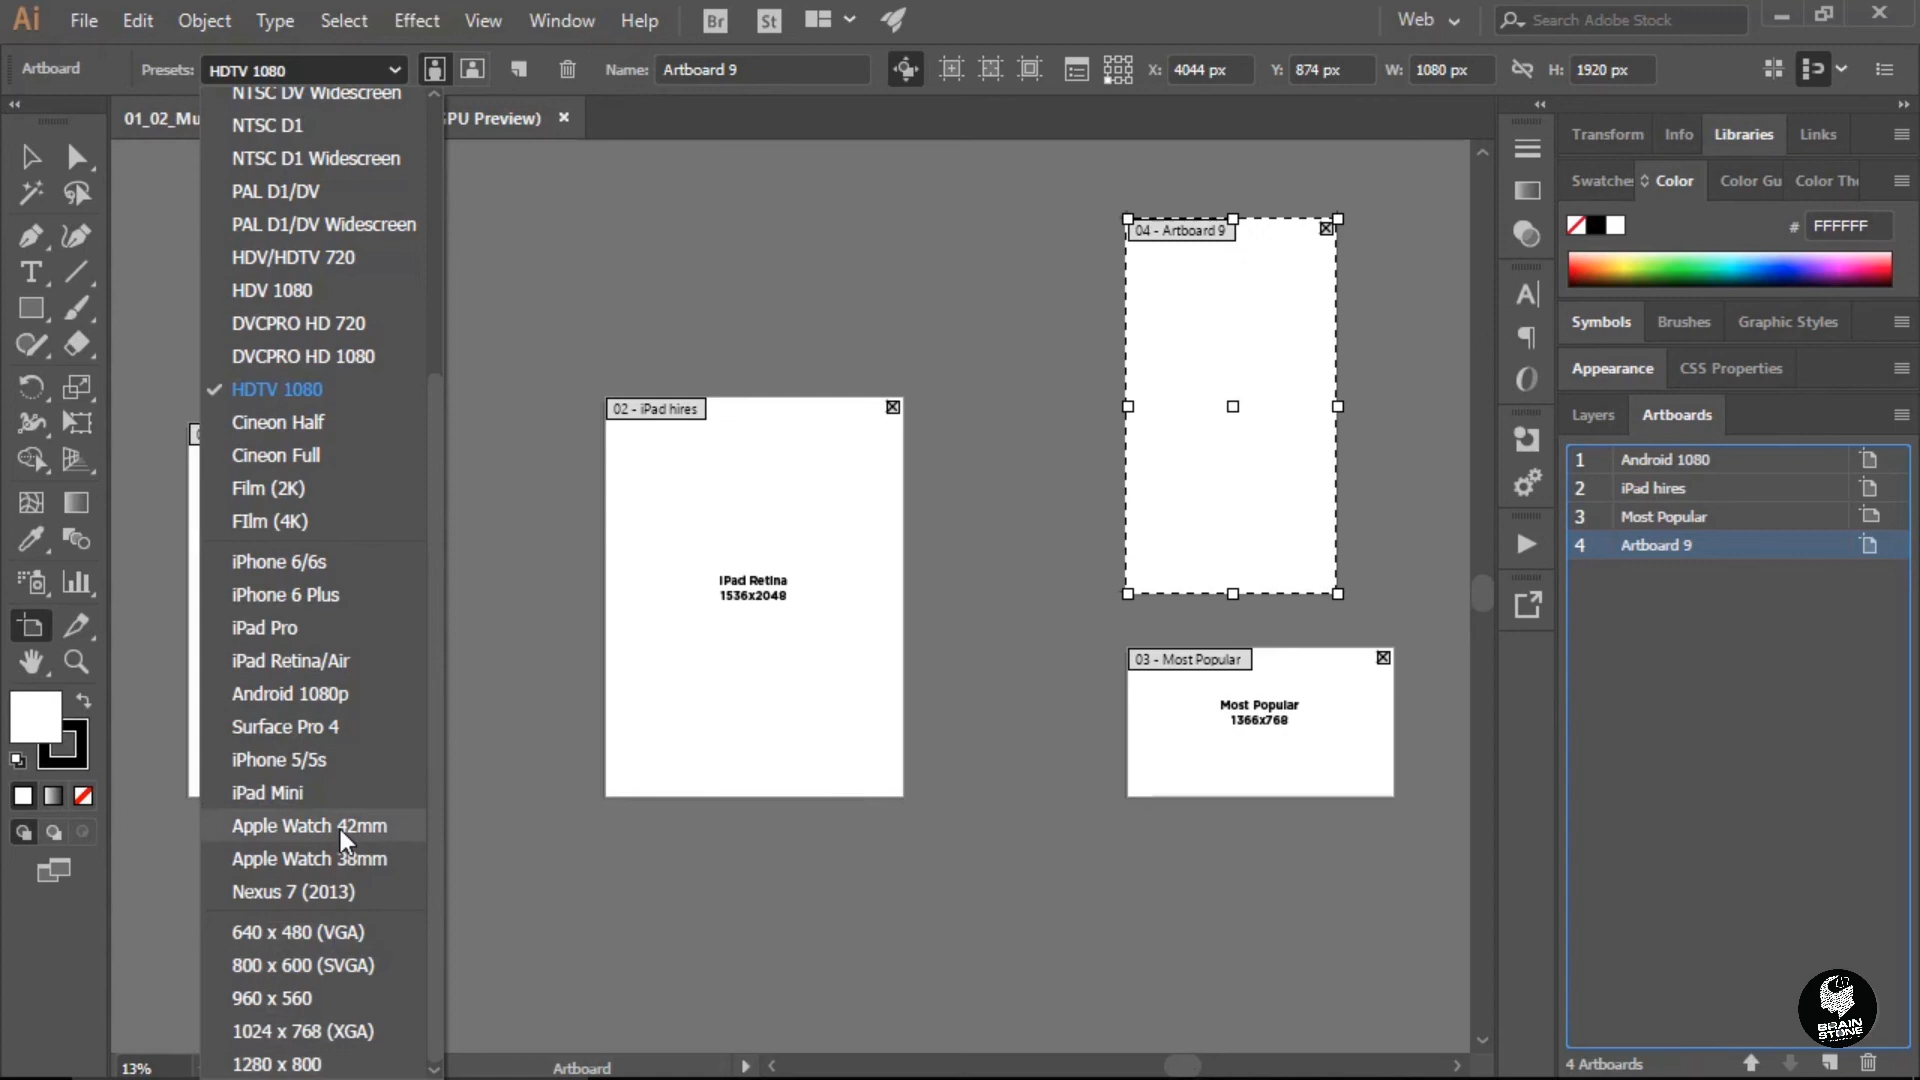 Ai File Edit Object Type Select Effect View Window Help Br St Web Search Adobe Stock
Artboard Presets: HDTV 1080 Name: Artboard 9 X: 4044 px Y: 874 px W: 1080 px H: 1920 px
01_02_Mu PU Preview)
NTSC DV Widescreen
NTSC D1
NTSC D1 Widescreen
PAL D1/DV
PAL D1/DV Widescreen
HDV/HDTV 720
HDV 1080
DVCPRO HD 720
DVCPRO HD 1080
HDTV 1080
Cineon Half
Cineon Full
Film (2K)
FIlm (4K)
iPhone 6/6s
iPhone 6 Plus
iPad Pro
iPad Retina/Air
Android 1080p
Surface Pro 4
iPhone 5/5s
iPad Mini
Apple Watch 42mm
Apple Watch 38mm
Nexus 7 (2013)
640 x 480 (VGA)
800 x 600 (SVGA)
960 x 560
1024 x 768 (XGA)
1280 x 800
02 - iPad hires
iPad Retina
1536x2048
04 - Artboard 9
03 - Most Popular
Most Popular
1366x768
Transform Info Libraries Links
Swatches Color Color Gu Color The
# FFFFFF
Symbols Brushes Graphic Styles
Appearance CSS Properties
Layers Artboards
1 Android 1080
2 iPad hires
3 Most Popular
4 Artboard 9
4 Artboards
13% Artboard
BRAIN
STONE